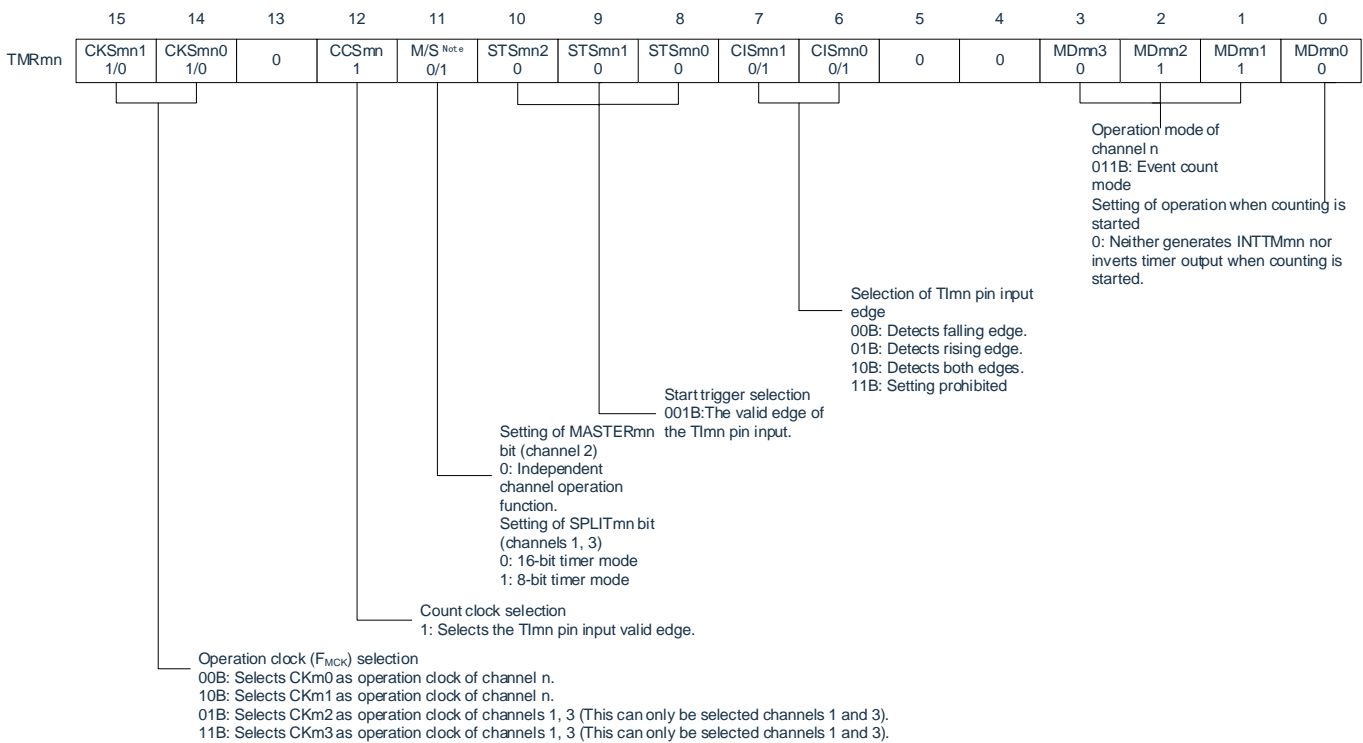 15 14 13 12 11 10 9 8 7 6 5 4 3 2 1 0
TMRmn
CKSmn1 CKSmn0 0 CCSmn M/S Note STSmn2 STSmn1 STSmn0 CISmn1 CISmn0 0 0 MDmn3 MDmn2 MDmn1 MDmn0
1/0 1/0 1 0/1 0 0 0 0/1 0/1 0 1 1 0
Operation mode of
channel n
011B: Event count
mode
Setting of operation when counting is
started
0: Neither generates INTTMmn nor
inverts timer output when counting is
started.
Selection of TImn pin input
edge
00B: Detects falling edge.
01B: Detects rising edge.
10B: Detects both edges.
11B: Setting prohibited
Start trigger selection
001B:The valid edge of
the TImn pin input.
Setting of MASTERmn
bit (channel 2)
0: Independent
channel operation
function.
Setting of SPLITmn bit
(channels 1, 3)
0: 16-bit timer mode
1: 8-bit timer mode
Count clock selection
1: Selects the TImn pin input valid edge.
Operation clock (FMCK) selection
00B: Selects CKm0 as operation clock of channel n.
10B: Selects CKm1 as operation clock of channel n.
01B: Selects CKm2 as operation clock of channels 1, 3 (This can only be selected channels 1 and 3).
11B: Selects CKm3 as operation clock of channels 1, 3 (This can only be selected channels 1 and 3).